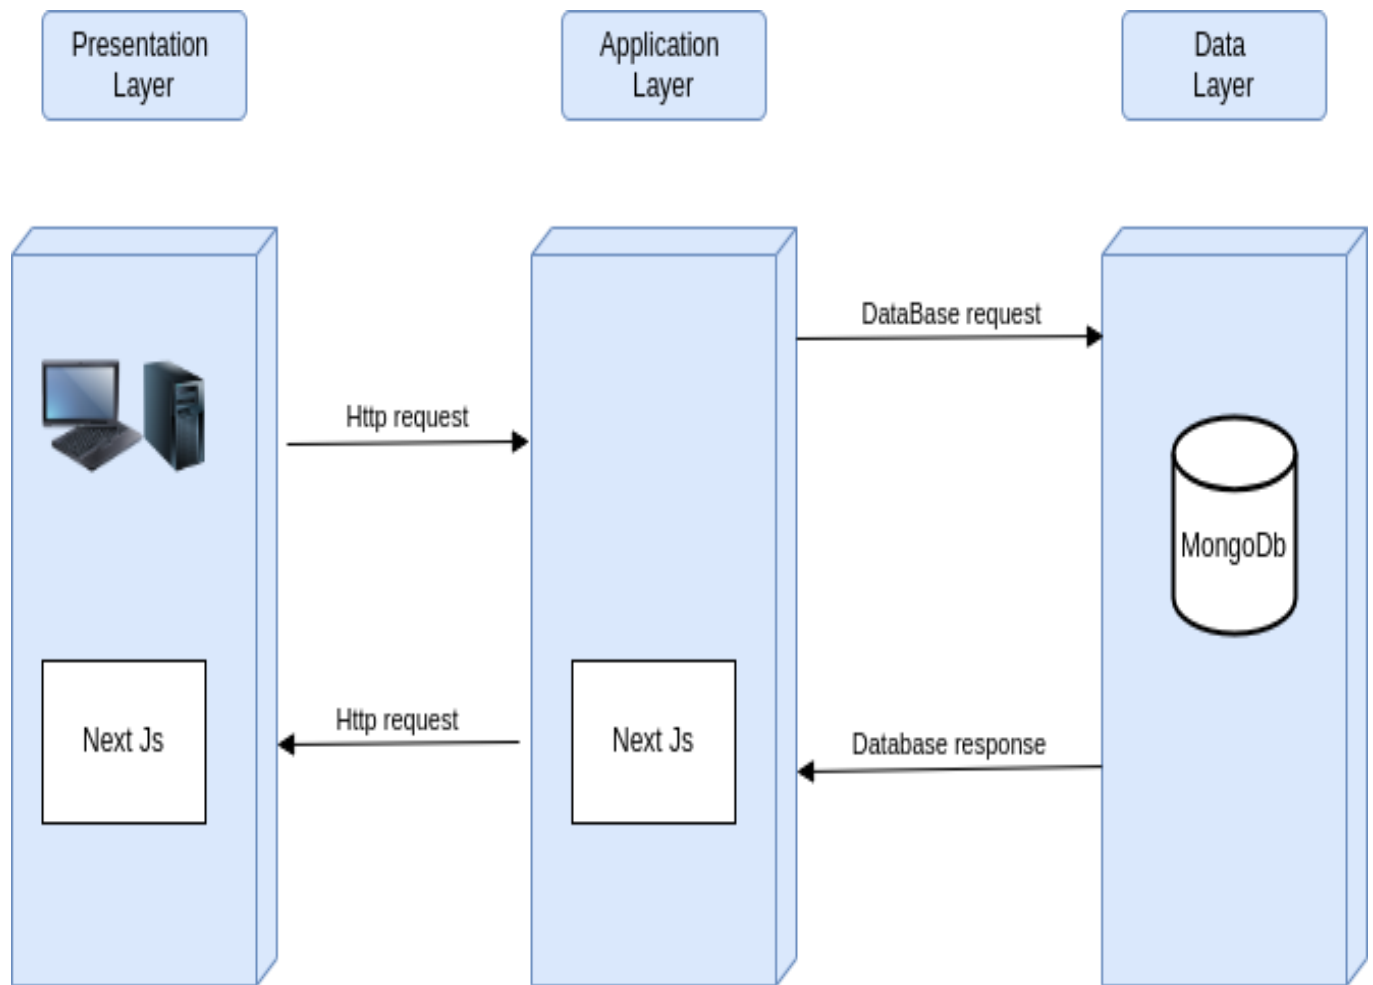 Presentation
Layer
Application
Layer
Data
Layer
DataBase request
Http request
MongoDb
Http request
Database response
Next Js
Next Js